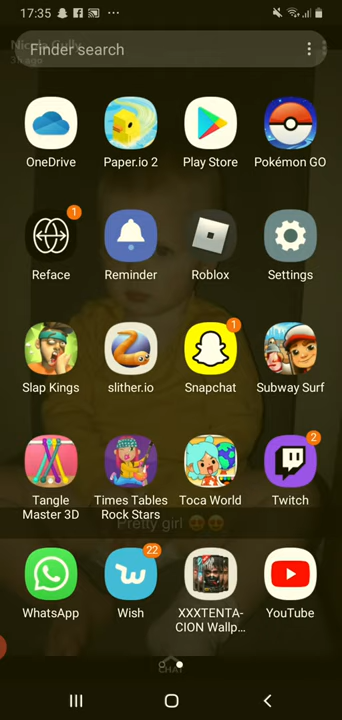 17:35
Finder search
OneDrive
Paper.io 2
Play Store
Pokémon GO
1
Reface
Reminder
Roblox
Settings
Slap Kings
slither.io
1
Snapchat
Subway Surf
Tangle
Master 3D
Times Tables
Rock Stars
Toca World
2
Twitch
Pretty girl 😍😍
WhatsApp
22
Wish
XXXTENTA-
CION Wallp...
YouTube
CHAT